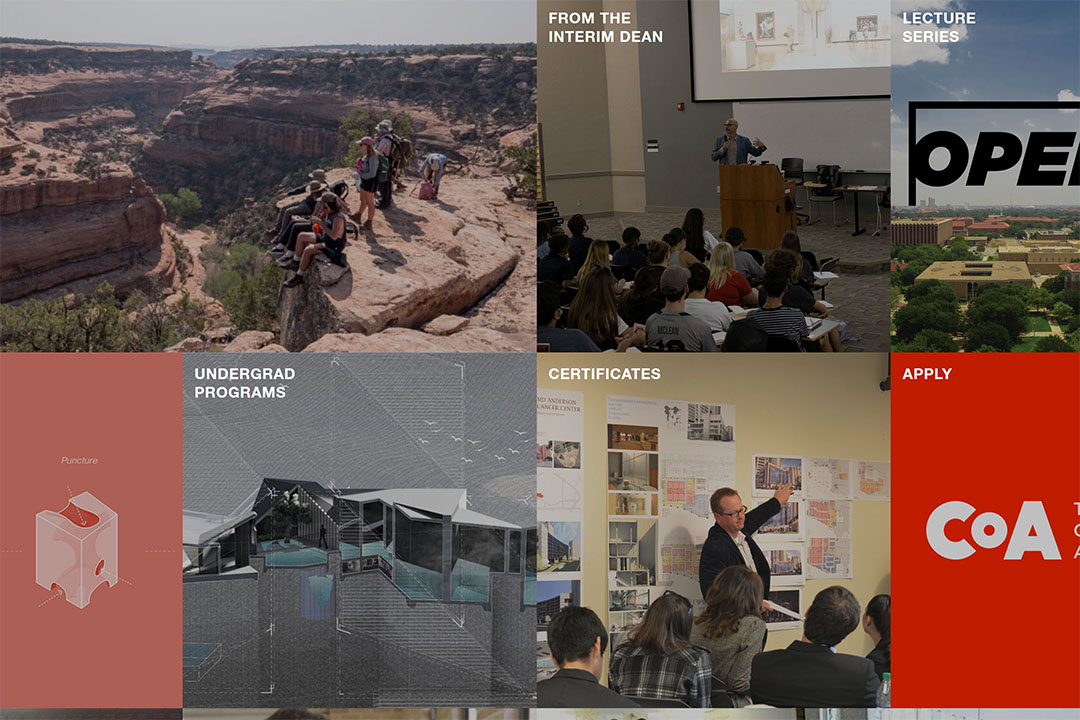 FROM THE
INTERIM DEAN
LECTURE
SERIES
OPE
MCLEAN
Puncture
UNDERGRAD
PROGRAMS
CERTIFICATES
MD ANDERSON
CANCER CENTER
APPLY
CoA